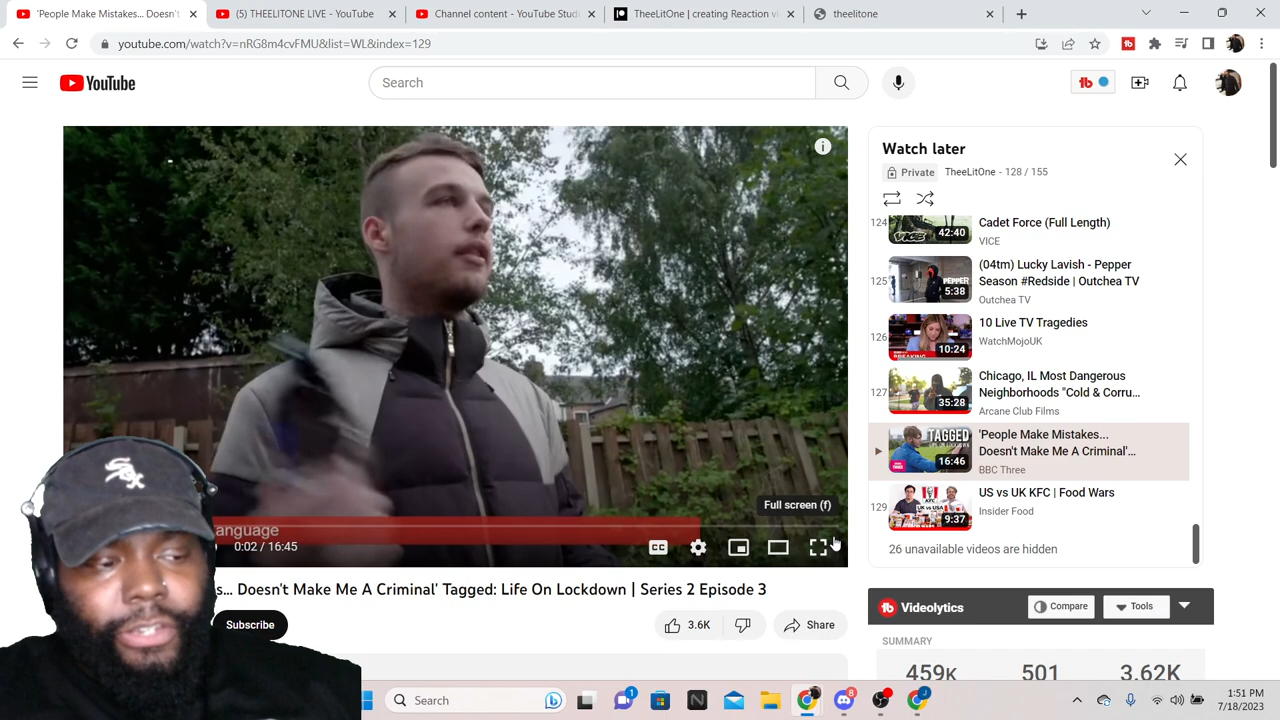 'People Make Mistakes... Doesn't
(5) THEELITONE LIVE - YouTube
Channel content - YouTube Stud
TheeLitOne | creating Reaction vi
theelitone
youtube.com/watch?v=nRG8m4cvFMU&list=WL&index=129
YouTube
Search
Watch later
Private TheeLitOne - 128 / 155
124
Cadet Force (Full Length)
VICE
42:40
VICE
125
(04tm) Lucky Lavish - Pepper
Season #Redside | Outchea TV
Outchea TV
PEPPER
5:38
126
10 Live TV Tragedies
WatchMojoUK
10:24
127
Chicago, IL Most Dangerous
Neighborhoods "Cold & Corru...
Arcane Club Films
35:28
'People Make Mistakes...
Doesn't Make Me A Criminal'...
BBC Three
TAGGED
16:46
129
US vs UK KFC | Food Wars
Insider Food
9:37
26 unavailable videos are hidden
Full screen (f)
anguage
0:02 / 16:45
CC
s... Doesn't Make Me A Criminal' Tagged: Life On Lockdown | Series 2 Episode 3
Subscribe
3.6K
Share
Videolytics
Compare
Tools
SUMMARY
459K
501
3.62K
Search
1
8
1:51 PM
7/18/2023